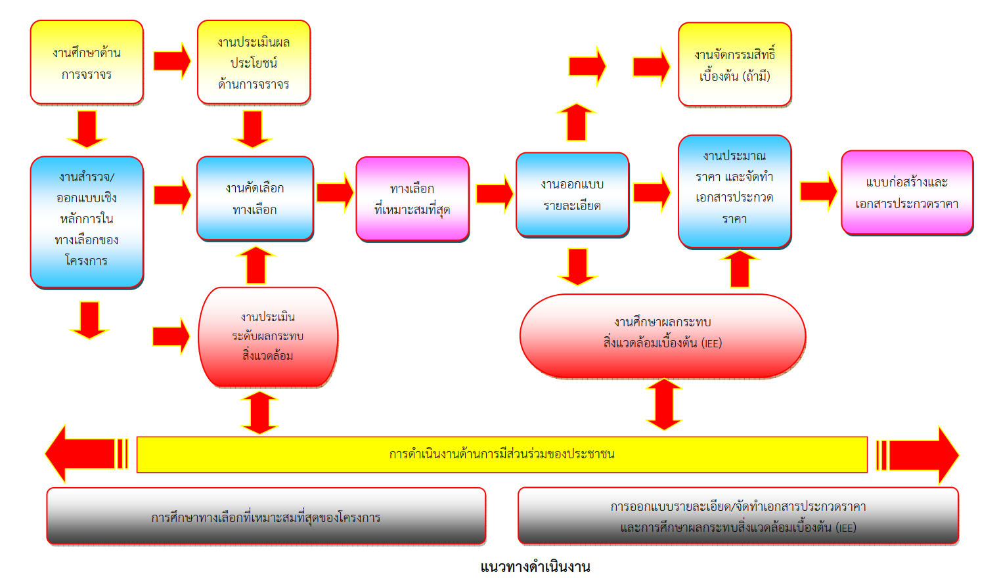 งานศึกษาด้าน
การจราจร
งานประเมินผล
ประโยชน์
ด้านการจราจร
งานจัดกรรมสิทธิ์
เบื้องต้น (ถ้ามี)
งานสำรวจ/
ออกแบบเชิง
หลักการใน
ทางเลือกของ
โครงการ
งานคัดเลือก
ทางเลือก
ทางเลือก
ที่เหมาะสมที่สุด
งานออกแบบ
รายละเอียด
งานประมาณ
ราคา และจัดทำ
เอกสารประกวด
ราคา
แบบก่อสร้างและ
เอกสารประกวดราคา
งานประเมิน
ระดับผลกระทบ
สิ่งแวดล้อม
งานศึกษาผลกระทบ
สิ่งแวดล้อมเบื้องต้น (IEE)
การดำเนินงานด้านการมีส่วนร่วมของประชาชน
การศึกษาทางเลือกที่เหมาะสมที่สุดของโครงการ
การออกแบบรายละเอียด/จัดทำเอกสารประกวดราคา
และการศึกษาผลกระทบสิ่งแวดล้อมเบื้องต้น (IEE)
แนวทางดำเนินงาน